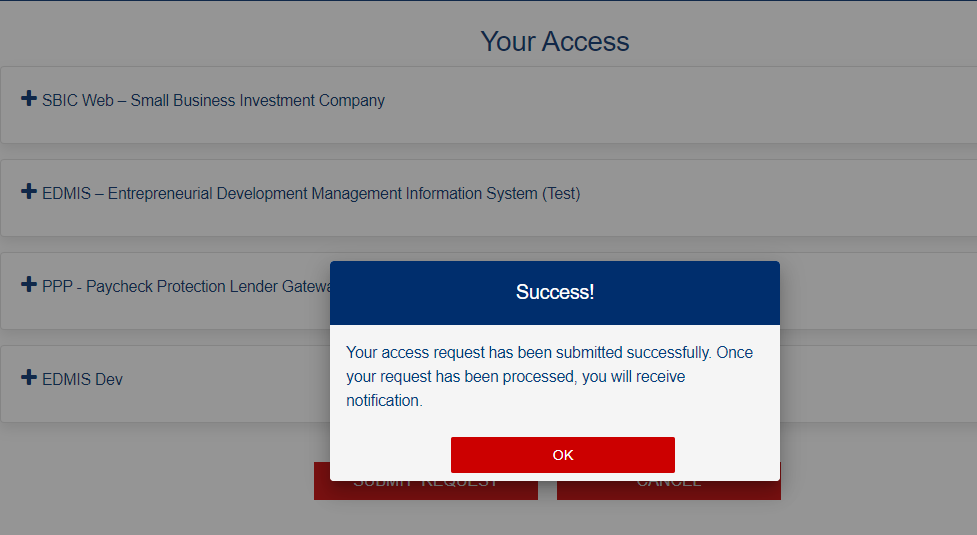 Your Access
SBIC Web – Small Business Investment Company
EDMIS – Entrepreneurial Development Management Information System (Test)
PPP - Paycheck Protection Lender
EDMIS Dev
Success!
Your access request has been submitted successfully. Once
your request has been processed, you will receive
notification.
OK
SUBMIT REQUEST
CANCEL